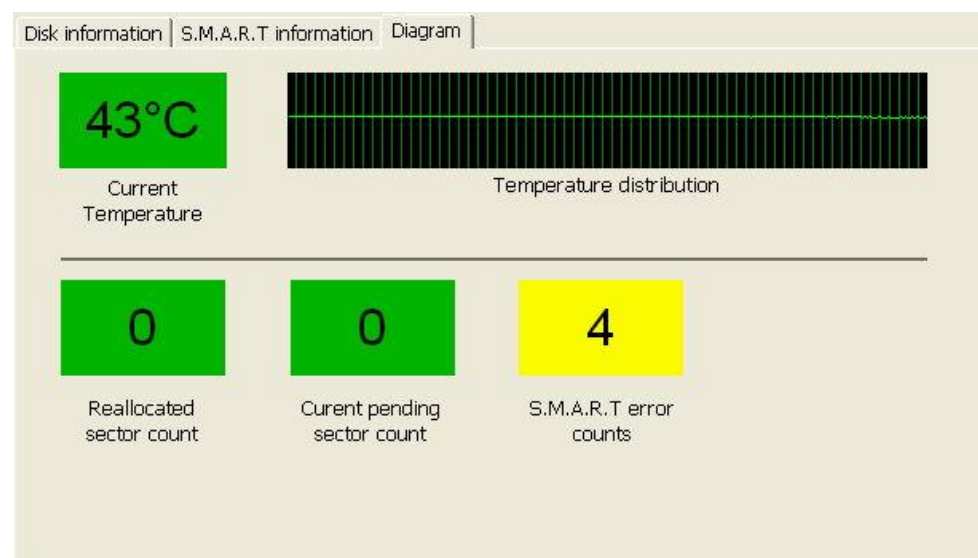 Disk information S.M.A.R.T information Diagram
43°C
Current
Temperature
Temperature distribution
0
Reallocated
sector count
0
Curent pending
sector count
4
S.M.A.R.T error
counts